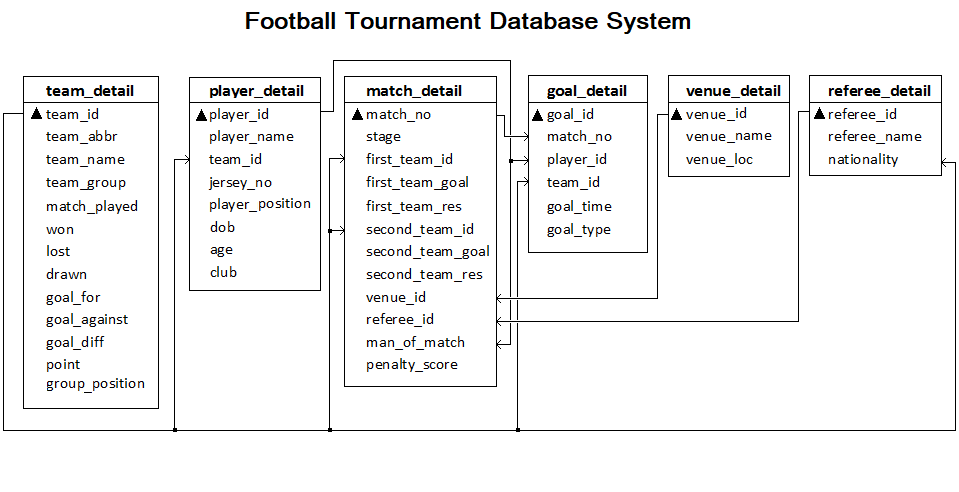 Football Tournament Database System
team_detail
team_id
team_abbr
team_name
team_group
match_played
won
lost
drawn
goal_for
goal_against
goal_diff
point
group_position
player_detail
player_id
player_name
team_id
jersey_no
player_position
dob
age
club
match_detail
match_no
stage
first_team_id
first_team_goal
first_team_res
second_team_id
second_team_goal
second_team_res
venue_id
referee_id
man_of_match
penalty_score
goal_detail
goal_id
match_no
player_id
team_id
goal_time
goal_type
venue_detail
venue_id
venue_name
venue_loc
referee_detail
referee_id
referee_name
nationality